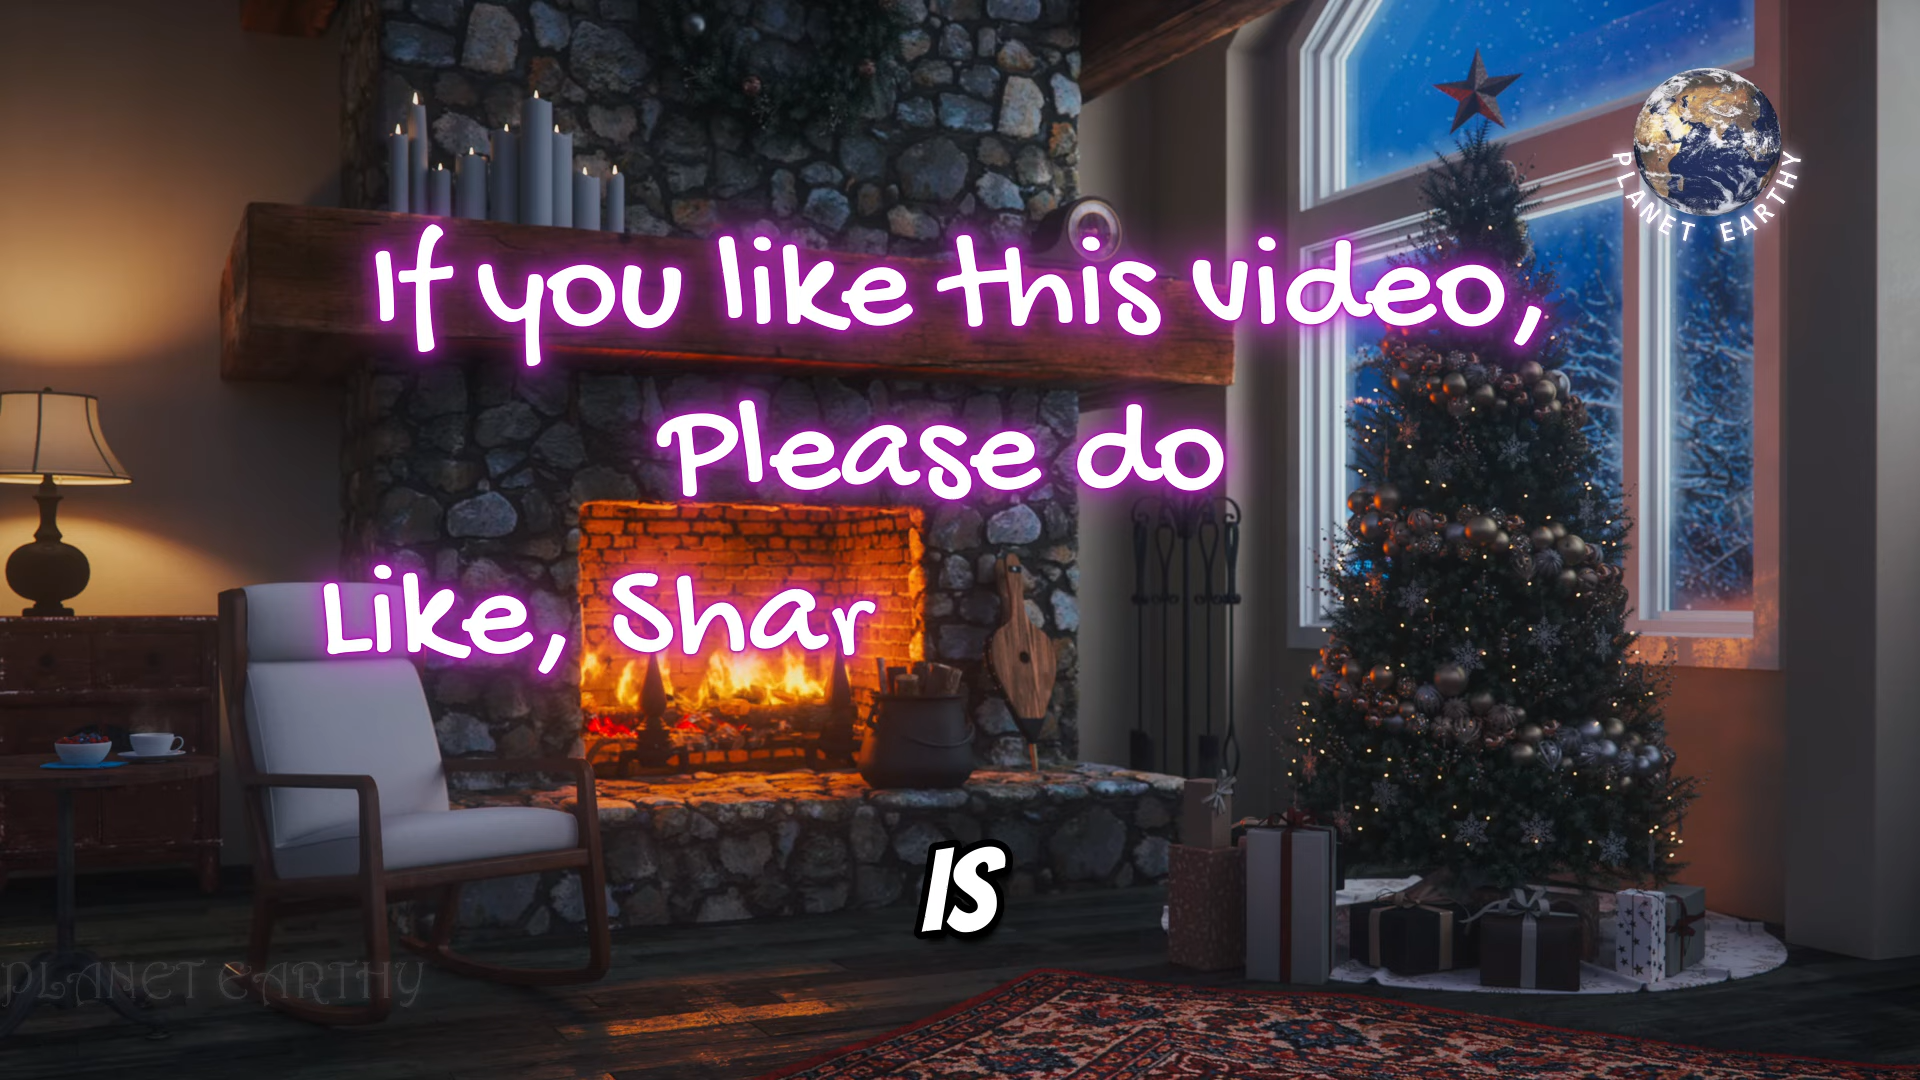 PLANET EARTHY
If you like this video,
Please do
Like, Shar
IS
PLANET EARTHY